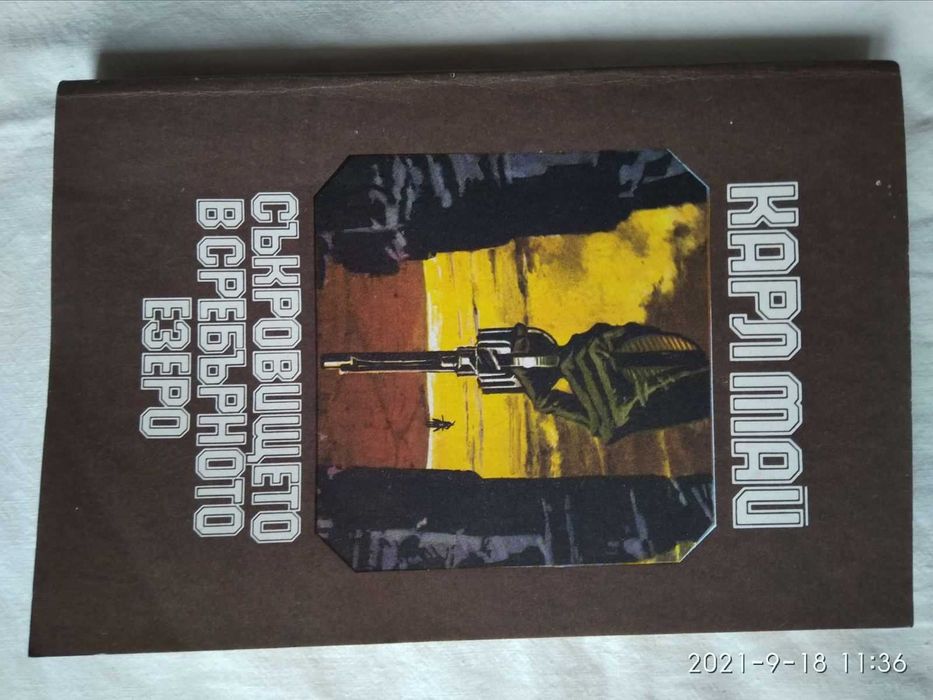 КАРЛ МАЙ
СЪКРОВИЩЕТО
В СРЕБЪРНОТО
ЕЗЕРО
2021-9-18 11:36